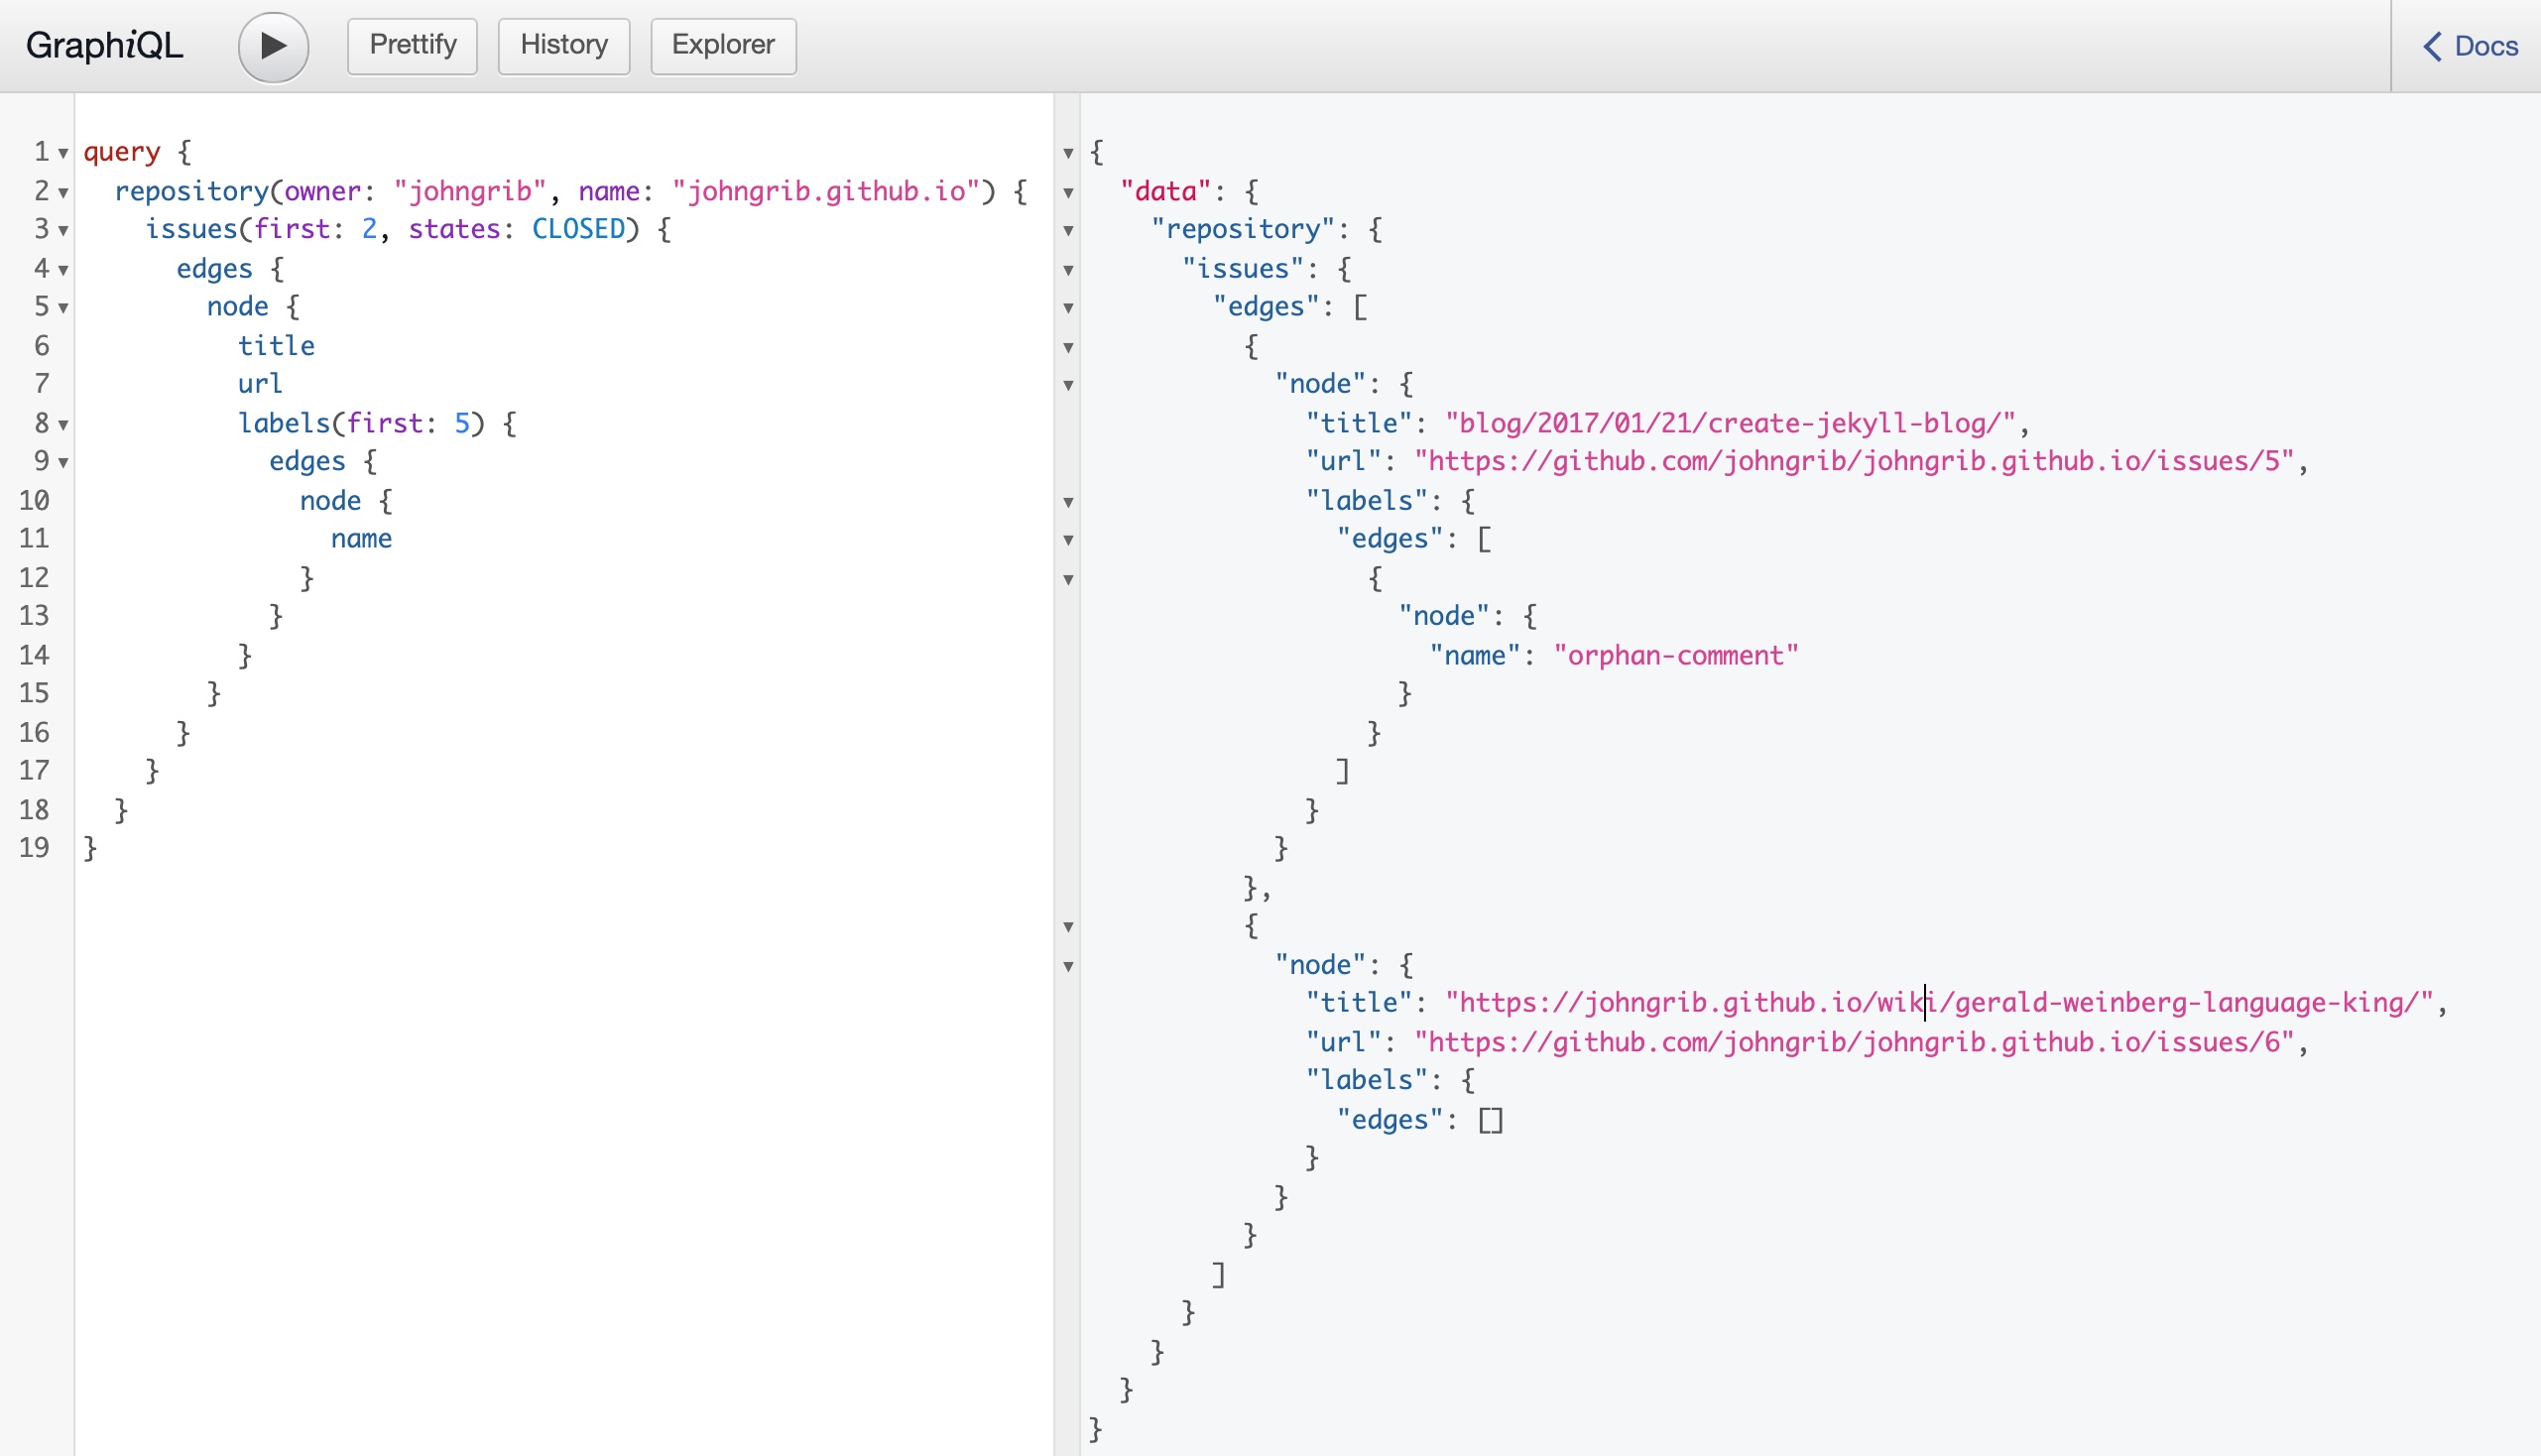 GraphiQL Prettify History Explorer Docs
1 query {
2   repository(owner: "johngrib", name: "johngrib.github.io") {
3     issues(first: 2, states: CLOSED) {
4       edges {
5         node {
6           title
7           url
8           labels(first: 5) {
9             edges {
10               node {
11                 name
12               }
13             }
14           }
15         }
16       }
17     }
18   }
19 }
{
  "data": {
    "repository": {
      "issues": {
        "edges": [
          {
            "node": {
              "title": "blog/2017/01/21/create-jekyll-blog/",
              "url": "https://github.com/johngrib/johngrib.github.io/issues/5",
              "labels": {
                "edges": [
                  {
                    "node": {
                      "name": "orphan-comment"
                    }
                  }
                ]
              }
            }
          },
          {
            "node": {
              "title": "https://johngrib.github.io/wiki/gerald-weinberg-language-king/",
              "url": "https://github.com/johngrib/johngrib.github.io/issues/6",
              "labels": {
                "edges": []
              }
            }
          }
        ]
      }
    }
  }
}